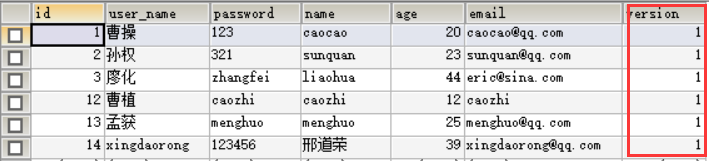 id user_name password name age email version
1 曹操 123 caocao 20 caocao@qq.com 1
2 孙权 321 sunquan 23 sunquan@qq.com 1
3 廖化 zhangfei liaohua 44 eric@sina.com 1
12 曹植 caozhi caozhi 12 caozhi 1
13 孟获 menghuo menghuo 25 menghuo@qq.com 1
14 xingdaorong 123456 邢道荣 39 xingdaorong@qq.com 1